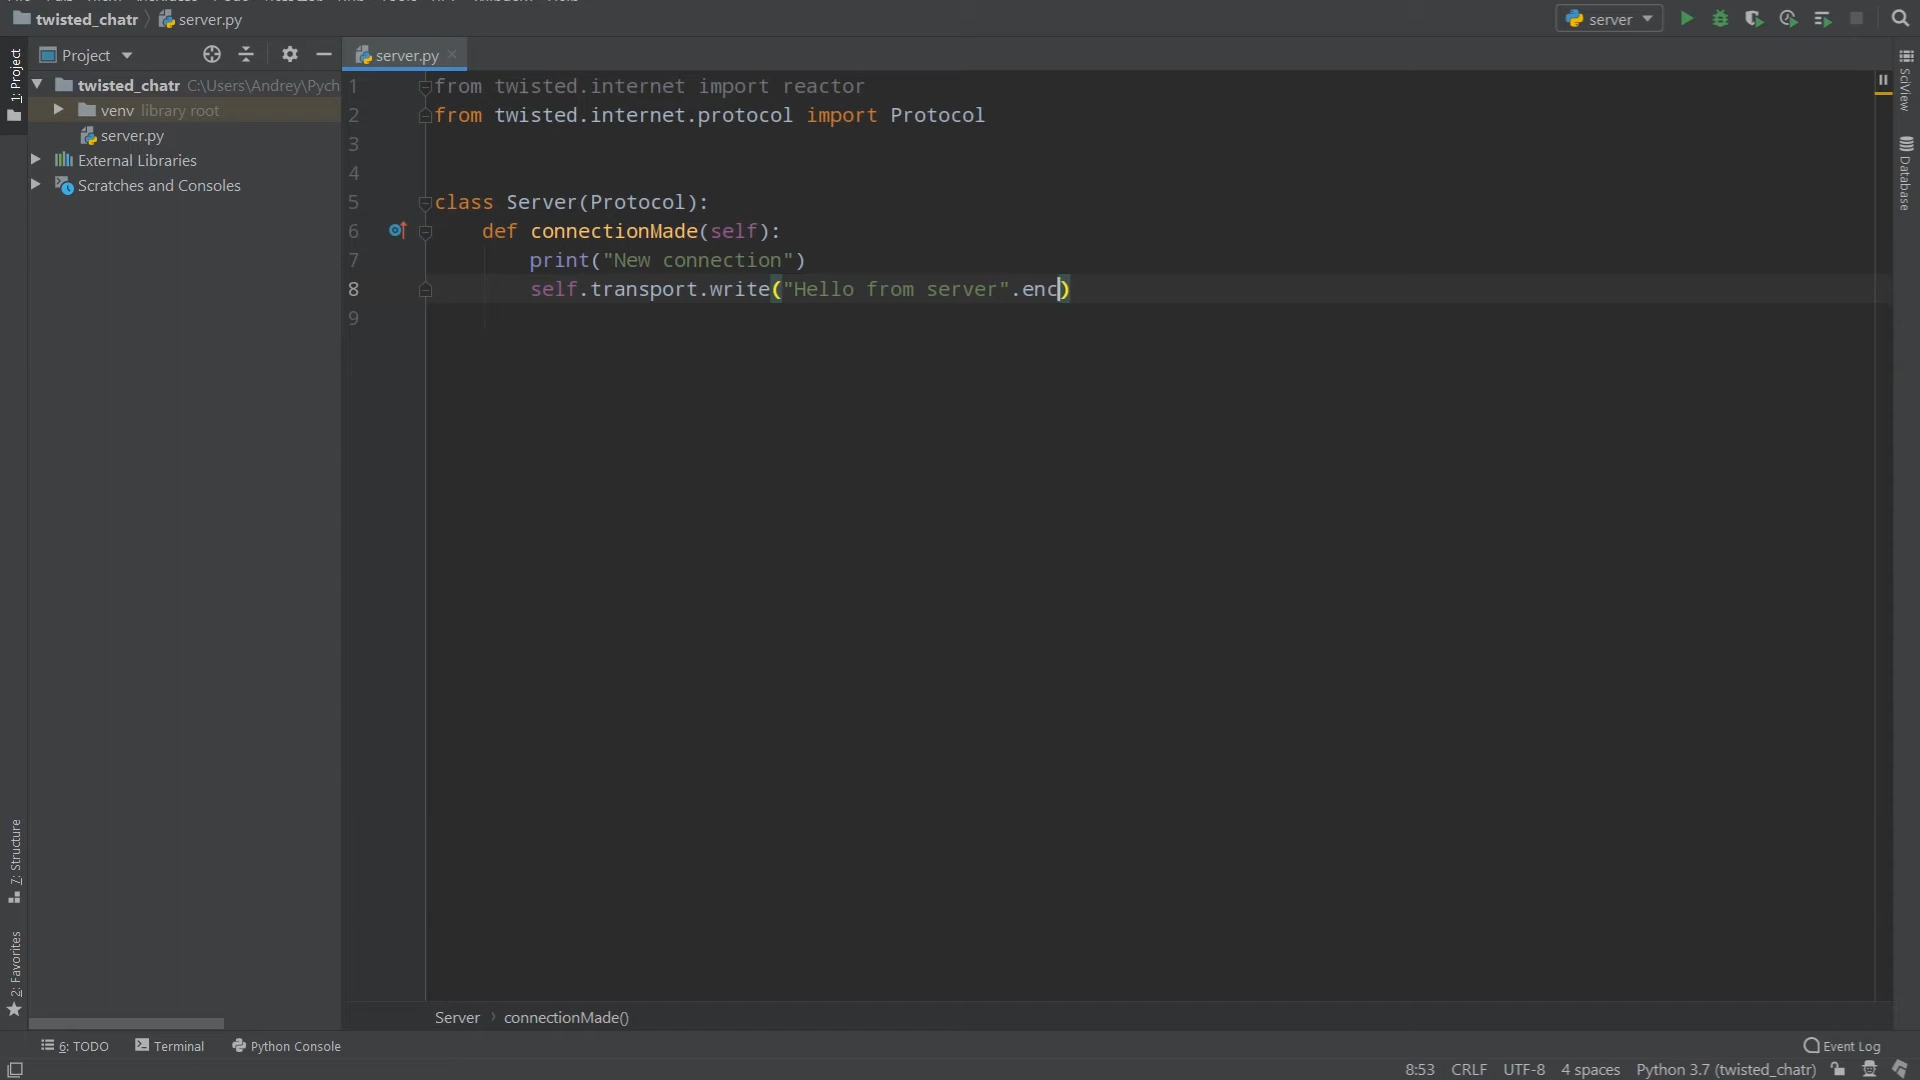 twisted_chatr server.py server
Project
server.py
1: Project
twisted_chatr C:\Users\Andrey\Pych
venv library root
server.py
External Libraries
Scratches and Consoles
1 from twisted.internet import reactor
2 from twisted.internet.protocol import Protocol
3
4
5 class Server(Protocol):
6 def connectionMade(self):
7 print("New connection")
8 self.transport.write("Hello from server".enc)
9
SciView
Database
7: Structure
2: Favorites
Server connectionMade()
6: TODO Terminal Python Console Event Log
8:53 CRLF UTF-8 4 spaces Python 3.7 (twisted_chatr)